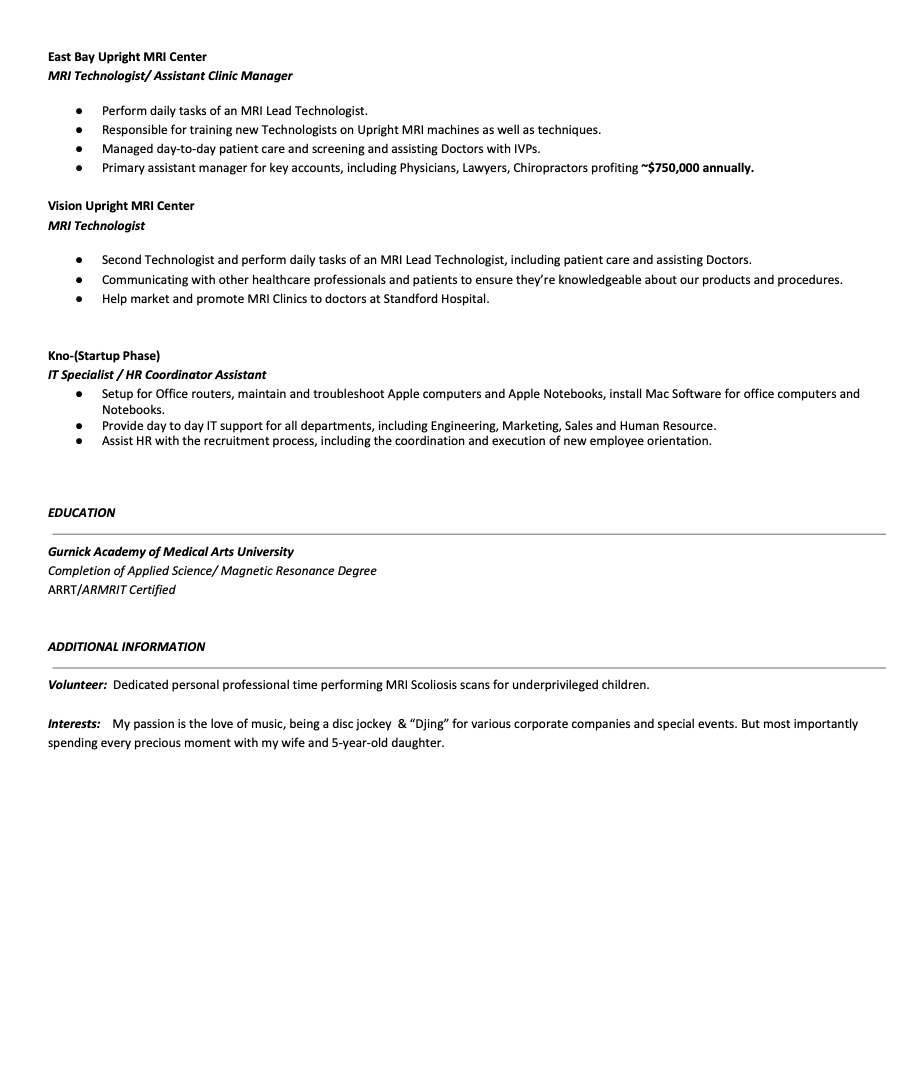 East Bay Upright MRI Center
MRI Technologist/ Assistant Clinic Manager
● Perform daily tasks of an MRI Lead Technologist.
● Responsible for training new Technologists on Upright MRI machines as well as techniques.
● Managed day-to-day patient care and screening and assisting Doctors with IVPs.
● Primary assistant manager for key accounts, including Physicians, Lawyers, Chiropractors profiting ~$750,000 annually.
Vision Upright MRI Center
MRI Technologist
● Second Technologist and perform daily tasks of an MRI Lead Technologist, including patient care and assisting Doctors.
● Communicating with other healthcare professionals and patients to ensure they’re knowledgeable about our products and procedures.
● Help market and promote MRI Clinics to doctors at Standford Hospital.
Kno-(Startup Phase)
IT Specialist / HR Coordinator Assistant
● Setup for Office routers, maintain and troubleshoot Apple computers and Apple Notebooks, install Mac Software for office computers and
Notebooks.
● Provide day to day IT support for all departments, including Engineering, Marketing, Sales and Human Resource.
● Assist HR with the recruitment process, including the coordination and execution of new employee orientation.
EDUCATION
Gurnick Academy of Medical Arts University
Completion of Applied Science/ Magnetic Resonance Degree
ARRT/ARMRIT Certified
ADDITIONAL INFORMATION
Volunteer: Dedicated personal professional time performing MRI Scoliosis scans for underprivileged children.
Interests: My passion is the love of music, being a disc jockey & “Djing” for various corporate companies and special events. But most importantly
spending every precious moment with my wife and 5-year-old daughter.